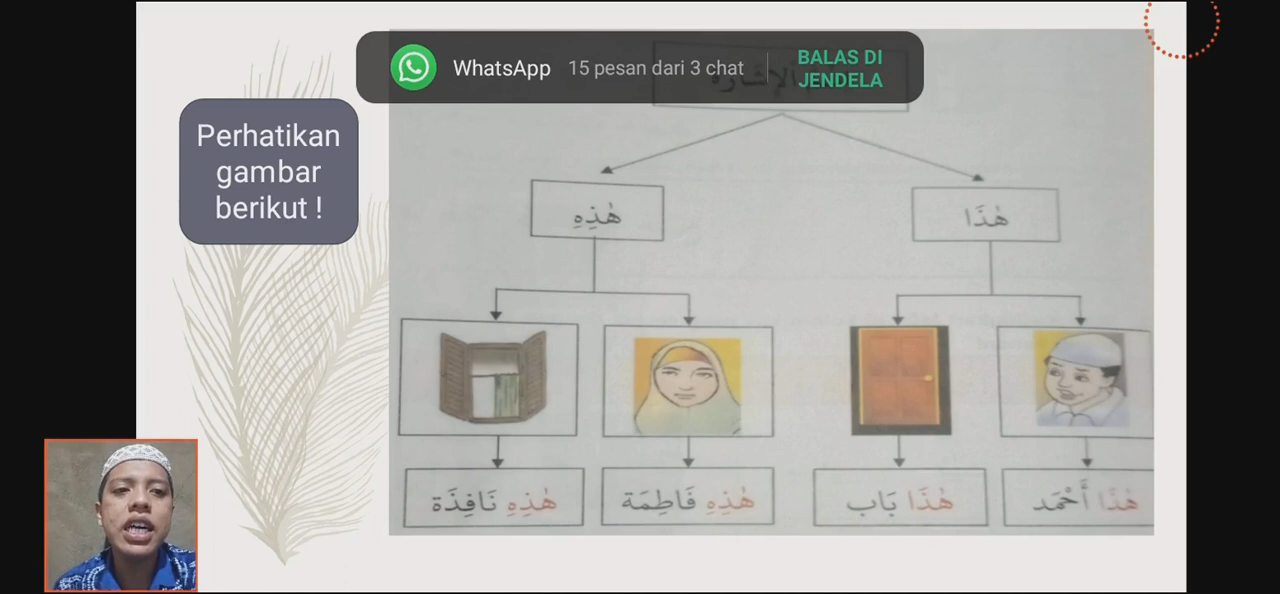 WhatsApp 15 pesan dari 3 chat
BALAS DI
JENDELA
Perhatikan
gambar
berikut !
هٰذَا
هٰذِهِ
هٰذَا أَحْمَد
هٰذَا بَاب
هٰذِهِ فَاطِمَة
هٰذِهِ نَافِذَة